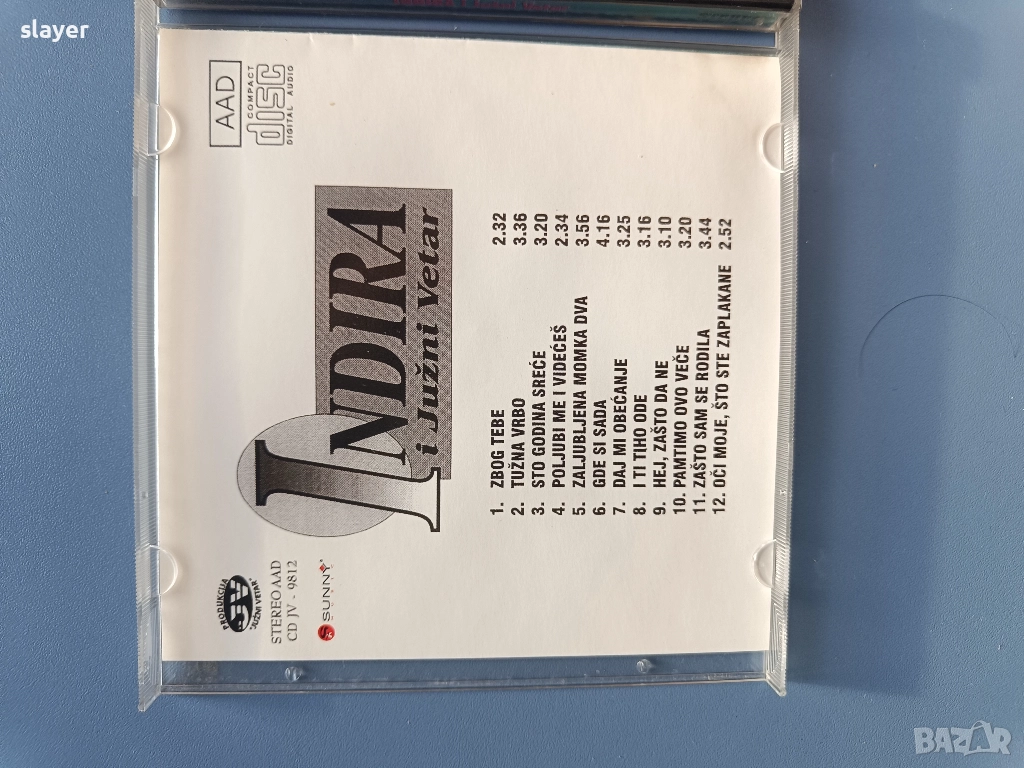 slayer
PRODUKCIJA
JV
"JUŽNI VETAR"
STEREO AAD
CD JV - 9812
SUNNY
AAD
COMPACT
disc
DIGITAL AUDIO
INDIRA
i Južni Vetar
1. ZBOG TEBE 2.32
2. TUŽNA VRBO 3.36
3. STO GODINA SREĆE 3.20
4. POLJUBI ME I VIDEĆEŠ 2.34
5. ZALJUBLJENA MOMKA DVA 3.56
6. GDE SI SADA 4.16
7. DAJ MI OBEĆANJE 3.25
8. I TI TIHO ODE 3.16
9. HEJ, ZAŠTO DA NE 3.10
10. PAMTIMO OVO VEČE 3.20
11. ZAŠTO SAM SE RODILA 3.44
12. OČI MOJE, ŠTO STE ZAPLAKANE 2.52
BAZAR